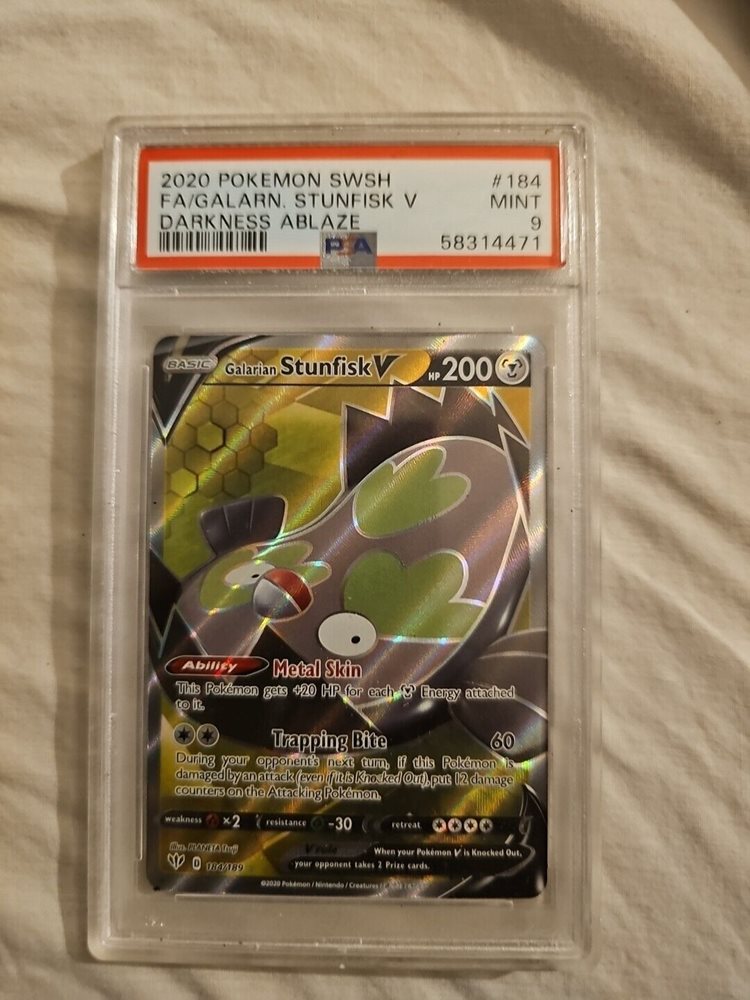 2020 POKEMON SWSH #184
FA/GALARN. STUNFISK V MINT
DARKNESS ABLAZE 9
PSA 58314471
BASIC Galarian Stunfisk V HP 200
Ability Metal Skin
This Pokémon gets +20 HP for each Energy attached
to it.
Trapping Bite 60
During your opponent's next turn, if this Pokémon is
damaged by an attack (even if it is Knocked Out), put 12 damage
counters on the Attacking Pokémon.
weakness ×2 resistance -30 retreat
illus. PLANETA Tsuji
V rule When your Pokémon V is Knocked Out,
your opponent takes 2 Prize cards.
D 184/189
©2020 Pokémon / Nintendo / Creatures /